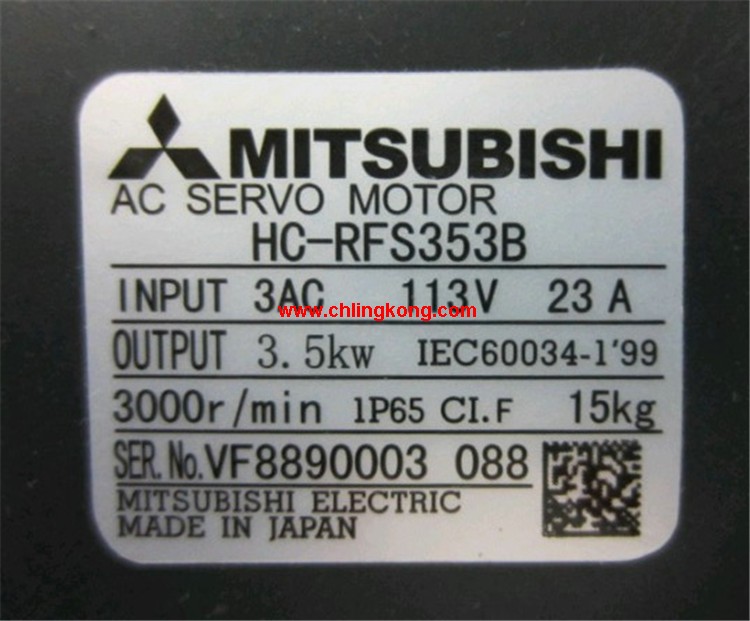 MITSUBISHI
AC SERVO MOTOR
HC-RFS353B
INPUT 3AC 113V 23 A
www.chlingkong.com
OUTPUT 3.5kw IEC60034-1'99
3000r/min IP65 CI.F 15kg
SER.No.VF8890003 088
MITSUBISHI ELECTRIC
MADE IN JAPAN